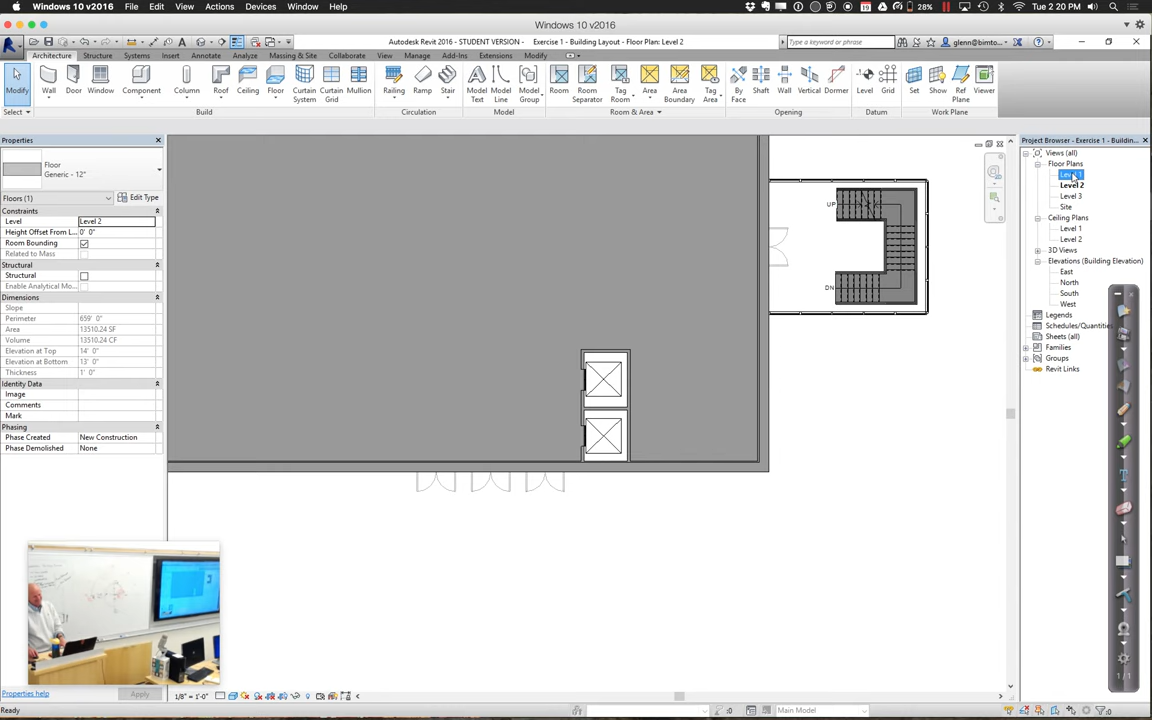 Windows 10 v2016 File Edit View Actions Devices Window Help
28% Tue 2:20 PM
Windows 10 v2016
Autodesk Revit 2016 - STUDENT VERSION - Exercise 1 - Building Layout - Floor Plan: Level 2
Type a keyword or phrase
glenn@bimto...
Architecture Structure Systems Insert Annotate Analyze Massing & Site Collaborate View Manage Add-Ins Extensions Modify
Modify Wall Door Window Component Column Roof Ceiling Floor Curtain System Curtain Grid Mullion Railing Ramp Stair Model Text Model Line Model Group Room Room Separator Tag Room Area Area Boundary Tag Area By Face Shaft Wall Vertical Dormer Level Grid Set Show Ref Plane Viewer
Select Build Circulation Model Room & Area Opening Datum Work Plane
Properties
Floor
Generic - 12"
Floors (1) Edit Type
Constraints
Level Level 2
Height Offset From L... 0' 0"
Room Bounding
Related to Mass
Structural
Structural
Enable Analytical Mo...
Dimensions
Slope
Perimeter 659' 0"
Area 13510.24 SF
Volume 13510.24 CF
Elevation at Top 14' 0"
Elevation at Bottom 13' 0"
Thickness 1' 0"
Identity Data
Image
Comments
Mark
Phasing
Phase Created New Construction
Phase Demolished None
Properties help Apply
UP
DN
Project Browser - Exercise 1 - Buildin...
Views (all)
Floor Plans
Level 1
Level 2
Level 3
Site
Ceiling Plans
Level 1
Level 2
3D Views
Elevations (Building Elevation)
East
North
South
West
Legends
Schedules/Quantities
Sheets (all)
Families
Groups
Revit Links
1 / 1
1/8" = 1'-0"
Ready
:0 Main Model :0